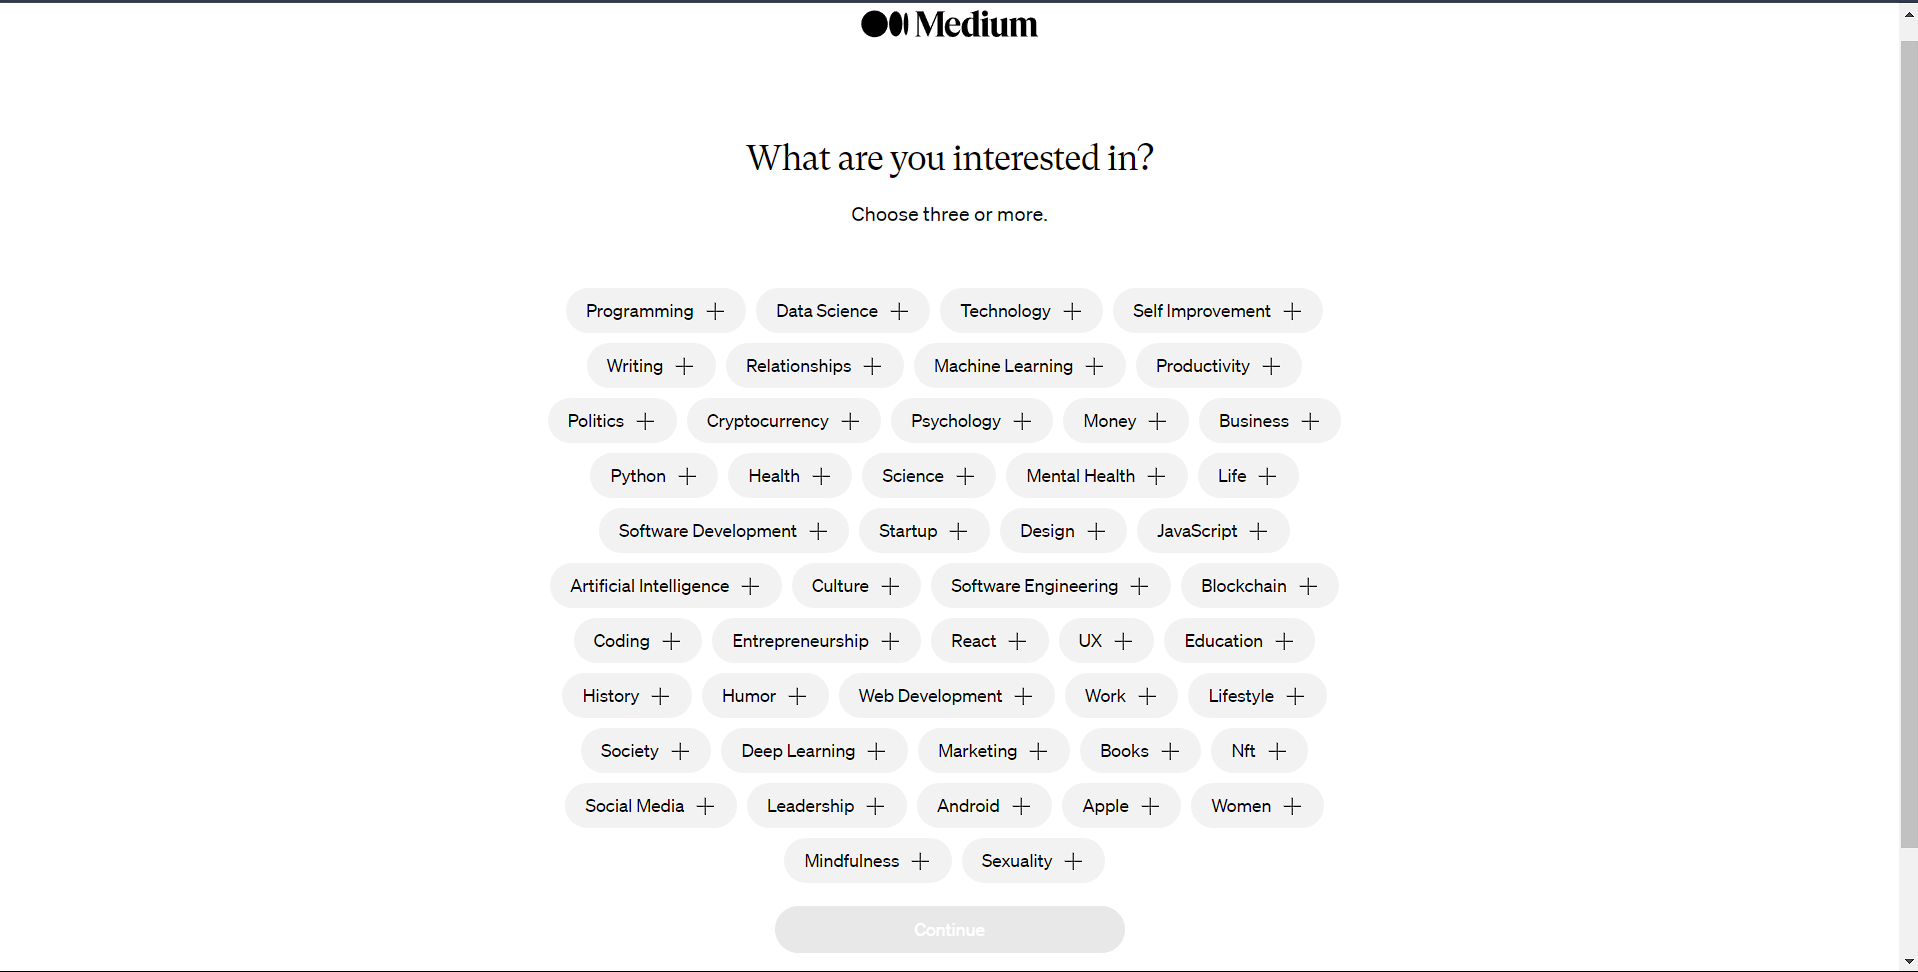 Medium
What are you interested in?
Choose three or more.
Programming Data Science Technology Self Improvement
Writing Relationships Machine Learning Productivity
Politics Cryptocurrency Psychology Money Business
Python Health Science Mental Health Life
Software Development Startup Design JavaScript
Artificial Intelligence Culture Software Engineering Blockchain
Coding Entrepreneurship React UX Education
History Humor Web Development Work Lifestyle
Society Deep Learning Marketing Books Nft
Social Media Leadership Android Apple Women
Mindfulness Sexuality
Continue